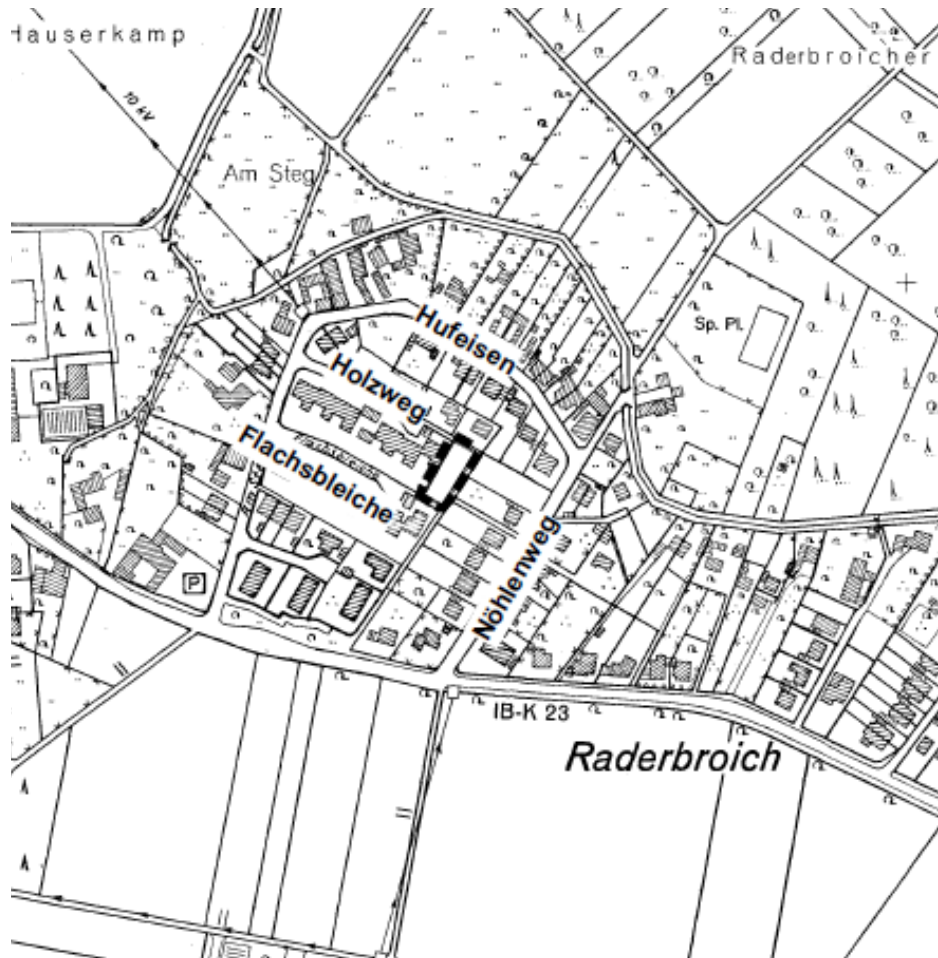 Hauserkamp
Raderbroicher
10 kV
Am Steg
Sp. Pl.
Hufeisen
Holzweg
Flachsbleiche
Nöhlenweg
P
IB-K 23
Raderbroich